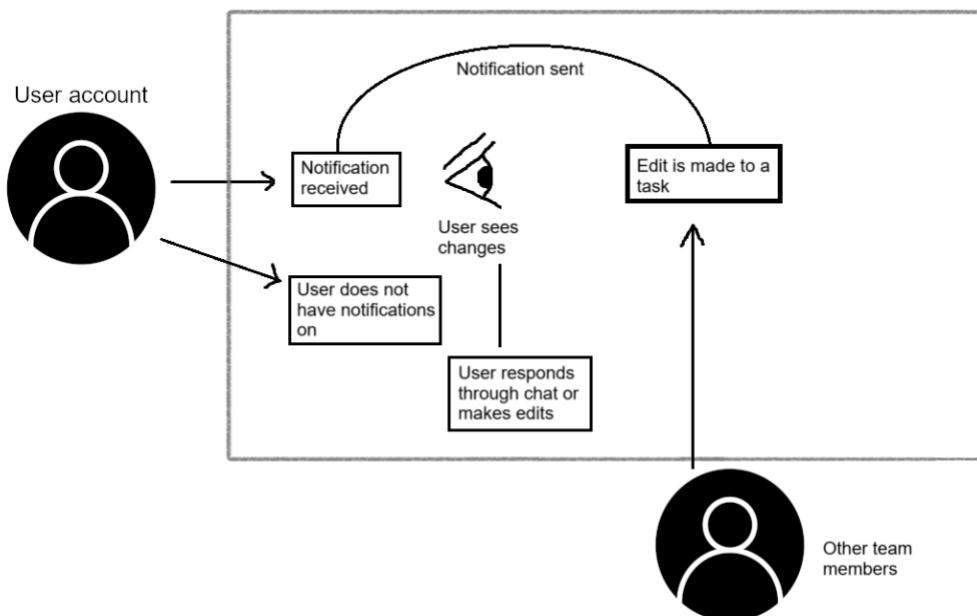 Notification sent
User account
Notification
received
Edit is made to a
task
User sees
changes
User does not
have notifications
on
User responds
through chat or
makes edits
Other team
members